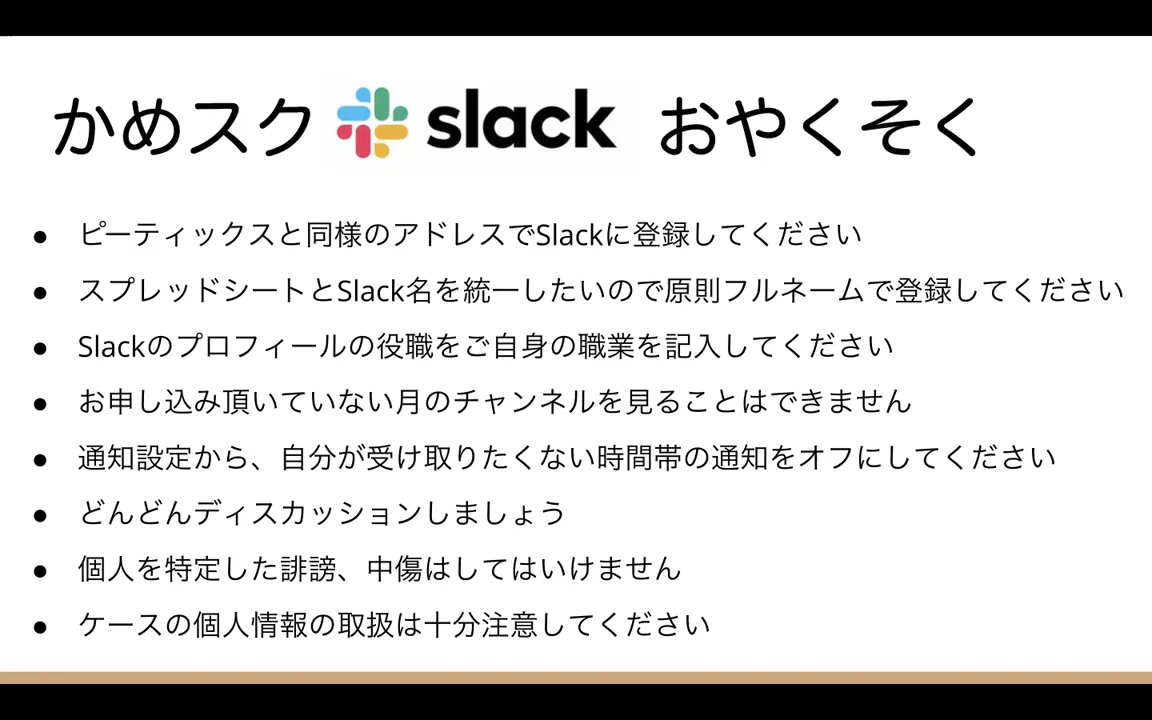 かめスク slack おやくそく
● ピーティックスと同様のアドレスでSlackに登録してください
● スプレッドシートとSlack名を統一したいので原則フルネームで登録してください
● Slackのプロフィールの役職をご自身の職業を記入してください
● お申し込み頂いていない月のチャンネルを見ることはできません
● 通知設定から、自分が受け取りたくない時間帯の通知をオフにしてください
● どんどんディスカッションしましょう
● 個人を特定した誹謗、中傷はしてはいけません
● ケースの個人情報の取扱は十分注意してください